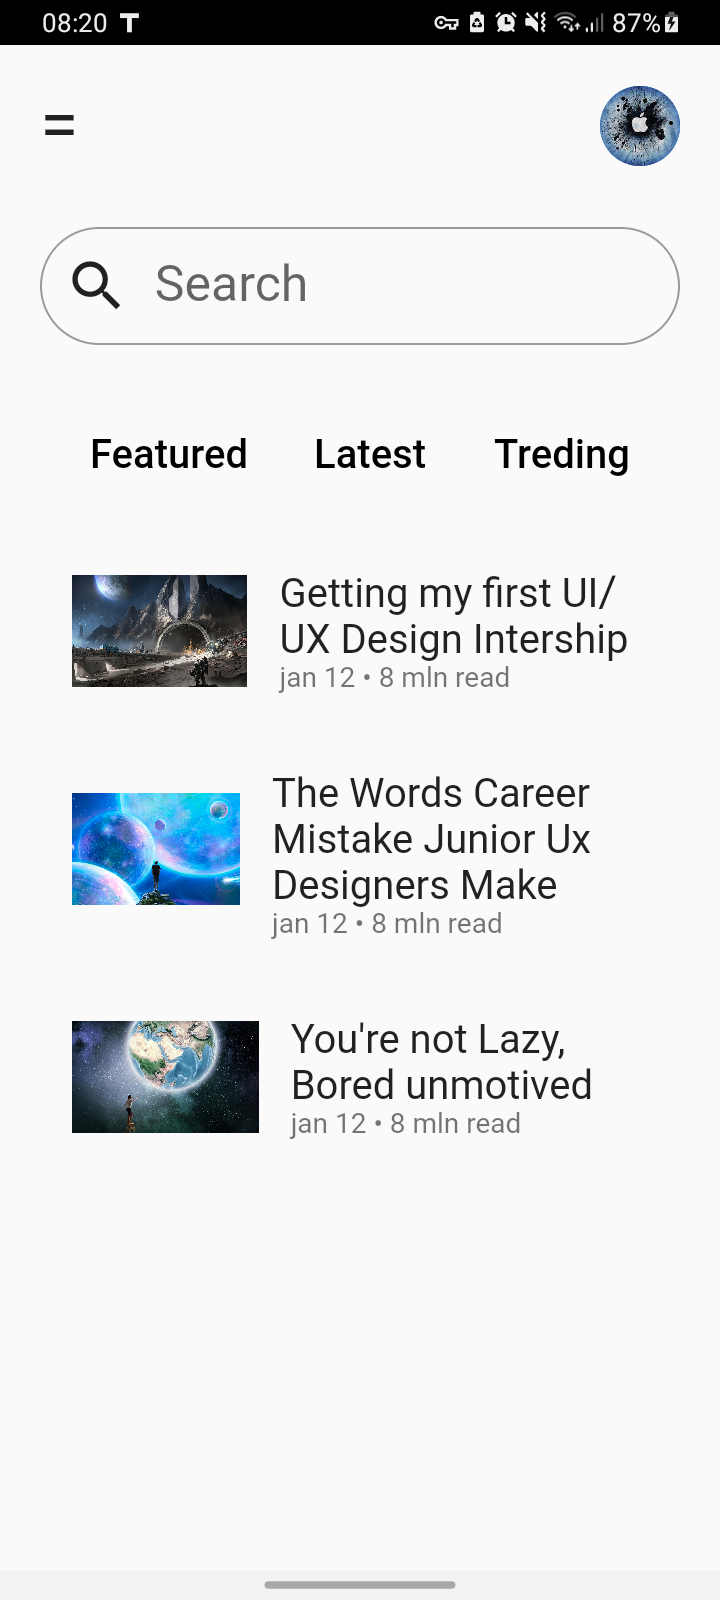 08:20 T 87%
Search
Featured Latest Treding
Getting my first UI/
UX Design Intership
jan 12 • 8 mln read
The Words Career
Mistake Junior Ux
Designers Make
jan 12 • 8 mln read
You're not Lazy,
Bored unmotived
jan 12 • 8 mln read